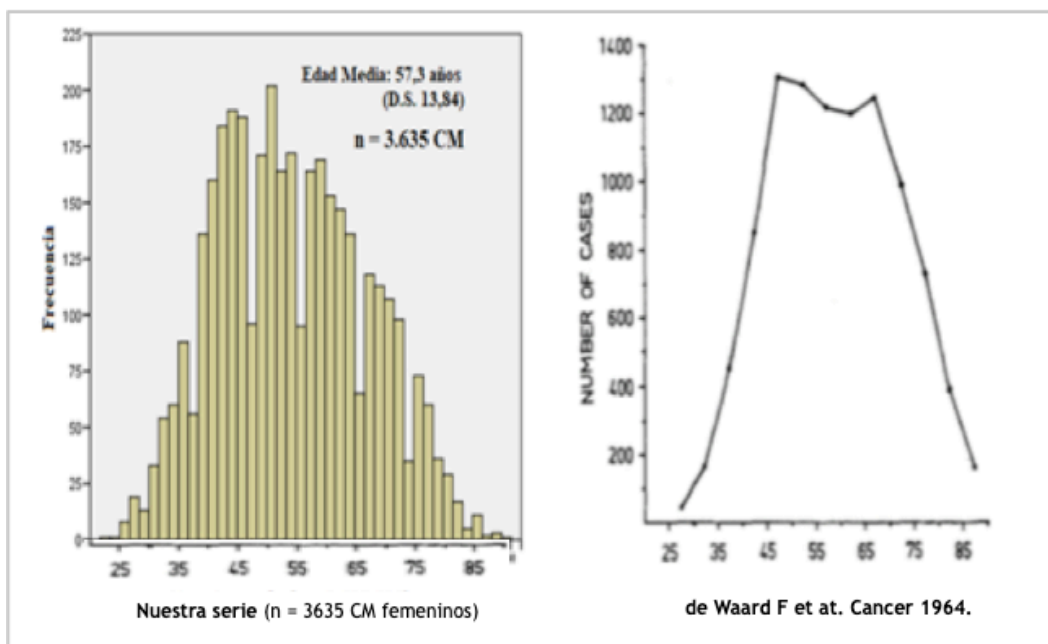 225
200
175
150
125
100
75
50
25
0
Frecuencia
Edad Media: 57,3 años
(D.S. 13,84)
n = 3.635 CM
25 35 45 55 65 75 85
Nuestra serie (n = 3635 CM femeninos)
1400
1200
1000
800
600
400
200
NUMBER OF CASES
25 35 45 55 65 75 85
de Waard F et at. Cancer 1964.